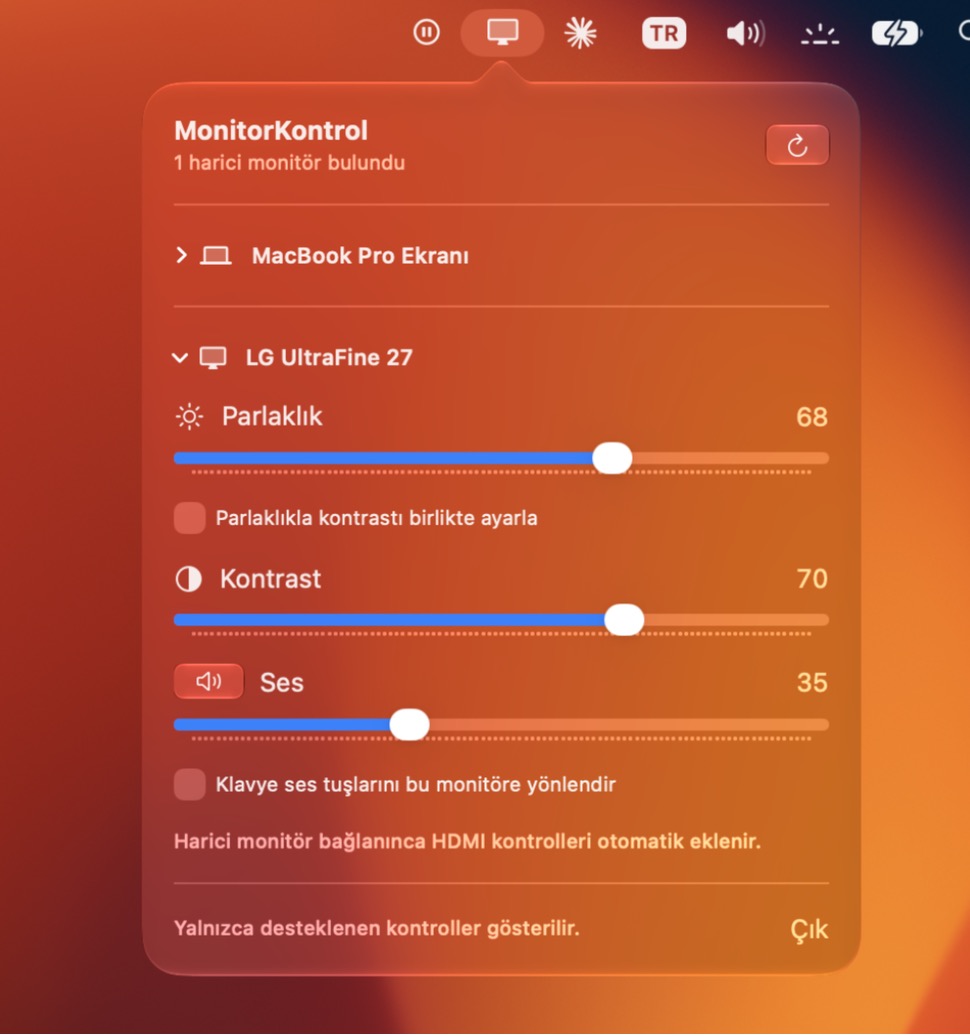 TR
MonitorKontrol
1 harici monitör bulundu
MacBook Pro Ekranı
LG UltraFine 27
Parlaklık 68
Parlaklıkla kontrastı birlikte ayarla
Kontrast 70
Ses 35
Klavye ses tuşlarını bu monitöre yönlendir
Harici monitör bağlanınca HDMI kontrolleri otomatik eklenir.
Yalnızca desteklenen kontroller gösterilir. Çık